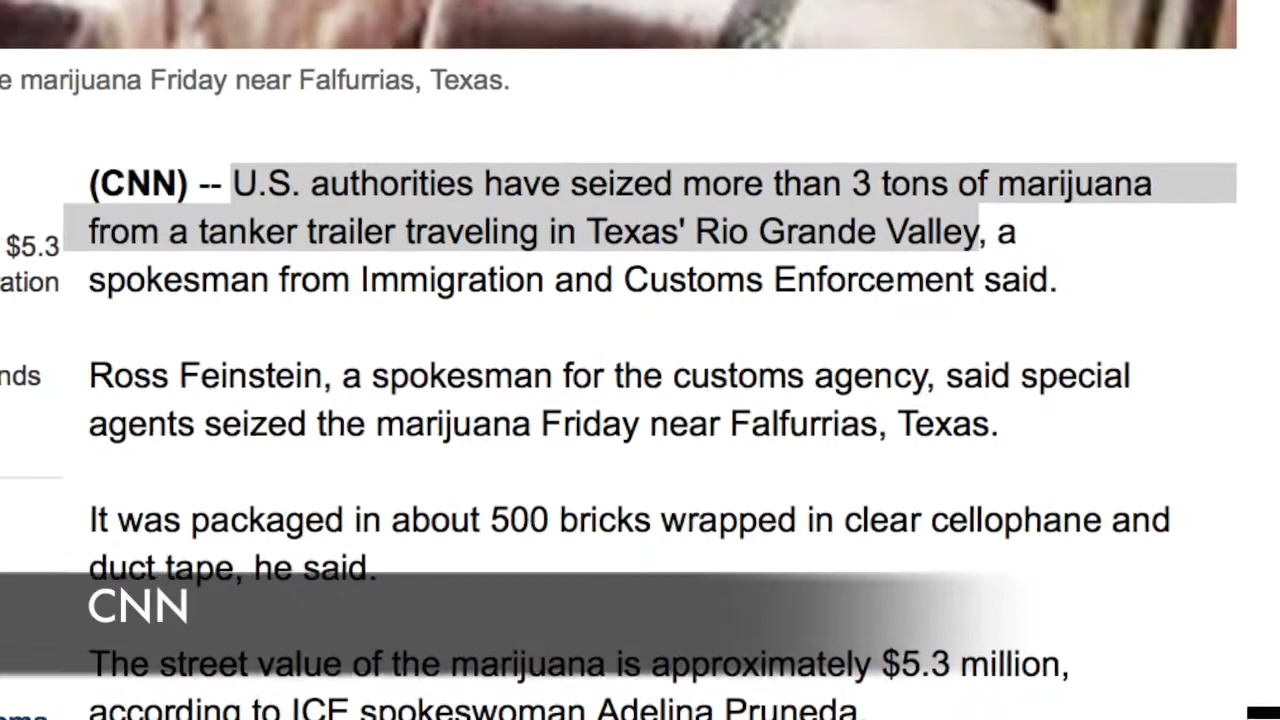 e marijuana Friday near Falfurrias, Texas.
(CNN) -- U.S. authorities have seized more than 3 tons of marijuana
from a tanker trailer traveling in Texas' Rio Grande Valley, a
spokesman from Immigration and Customs Enforcement said.
$5.3
ation
Ross Feinstein, a spokesman for the customs agency, said special
agents seized the marijuana Friday near Falfurrias, Texas.
nds
It was packaged in about 500 bricks wrapped in clear cellophane and
duct tape, he said.
CNN
The street value of the marijuana is approximately $5.3 million,
according to ICE spokeswoman Adelina Pruneda.